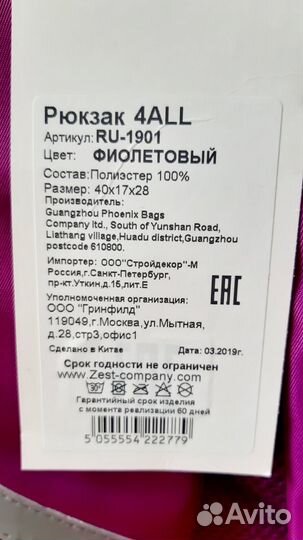 Рюкзак 4ALL
Артикул: RU-1901
Цвет: ФИОЛЕТОВЫЙ
Состав:Полиэстер 100%
Размер: 40x17x28
Производитель:
Guangzhou Phoenix Bags
Company ltd., South of Yunshan Road,
Liathang village,Huadu district,Guangzhou
postcode 610800.
Импортер: ООО"Стройдекор"-М
Россия,г.Санкт-Петербург,
пр-кт.Уткин,д.15,лит.Е
EAC
Уполномоченная организация:
ООО "Гринфилд"
119049,г.Москва,ул.Мытная,
д.28,стр3,офис1
Сделано в Китае Дата: 03.2019г.
Срок годности не ограничен
www.Zest-company.com
30°
Гарантийный срок изделия
с момента реализации 60 дней
5 055554 222779
Avito